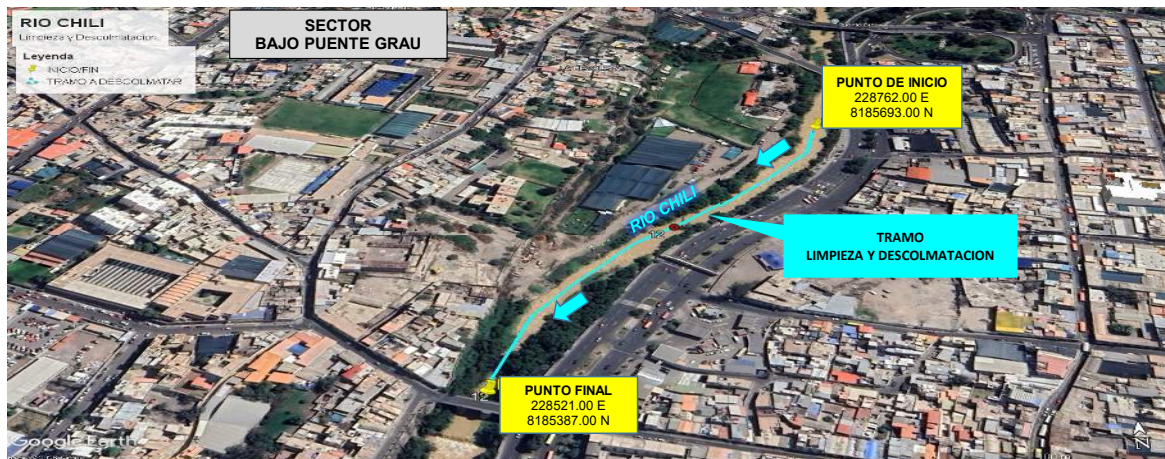 RIO CHILI
Limpieza y Descolmatacion
Leyenda
INICIO/FIN
TRAMO A DESCOLMATAR
SECTOR
BAJO PUENTE GRAU
PUNTO DE INICIO
228762.00 E
8185693.00 N
RIO CHILI
12
TRAMO
LIMPIEZA Y DESCOLMATACION
12
PUNTO FINAL
228521.00 E
8185387.00 N
Google Earth
N